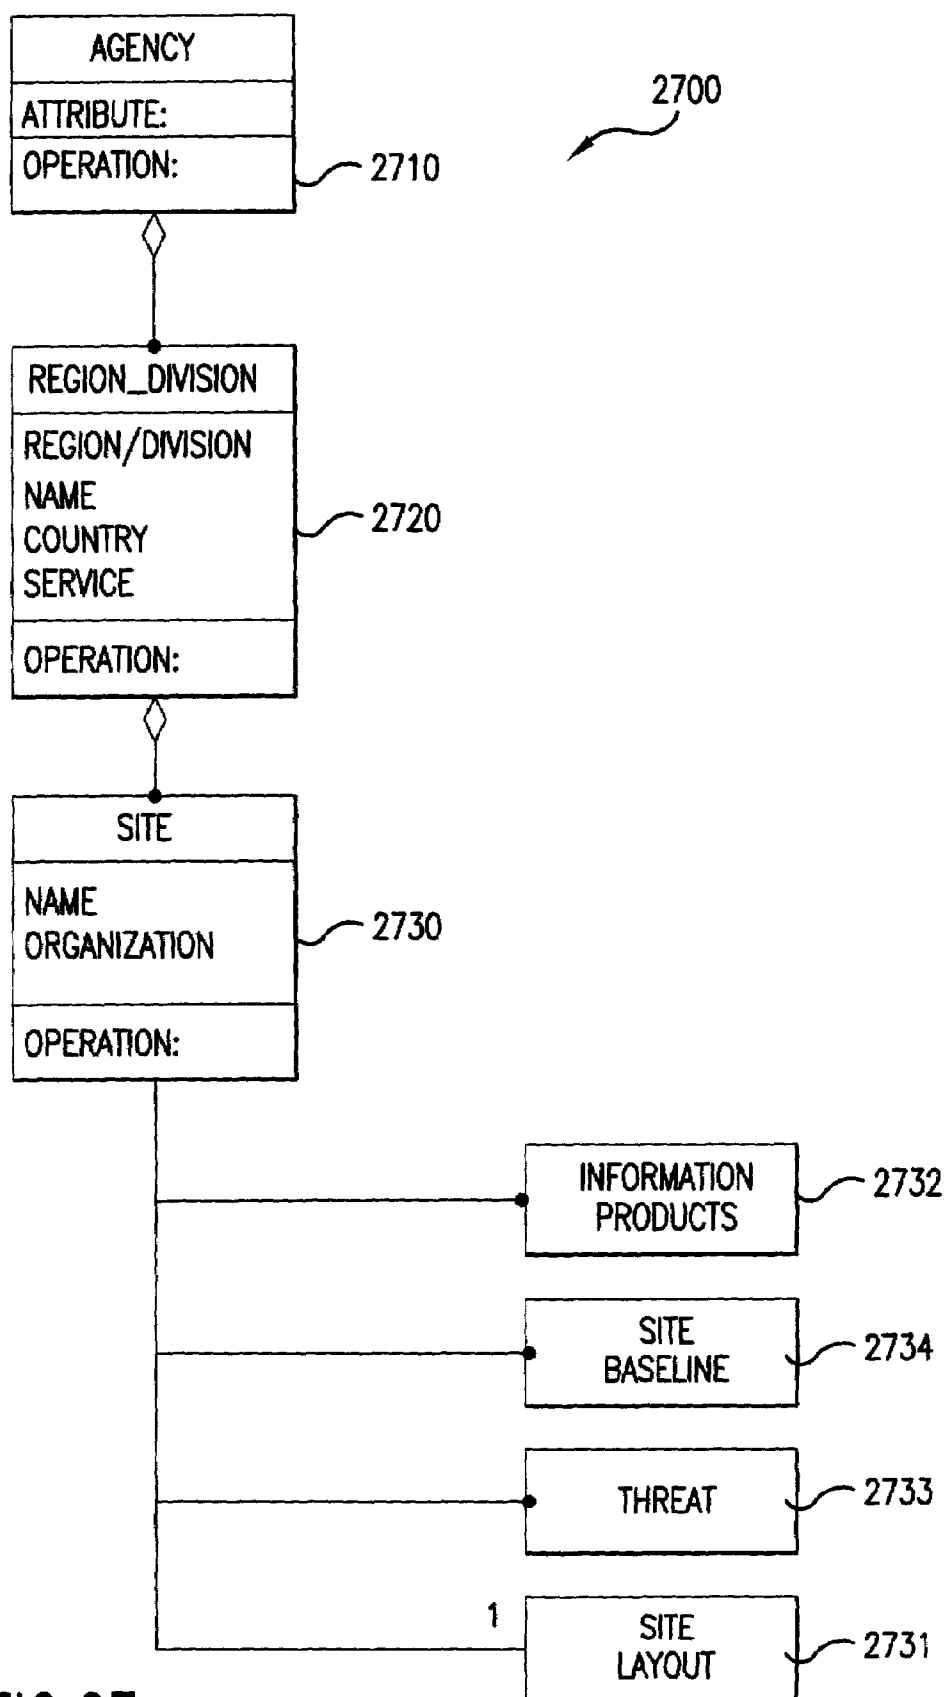 AGENCY
ATTRIBUTE:
OPERATION:
2710
2700
REGION_DIVISION
REGION/DIVISION
NAME
COUNTRY
SERVICE
OPERATION:
2720
SITE
NAME
ORGANIZATION
OPERATION:
2730
INFORMATION
PRODUCTS
2732
SITE
BASELINE
2734
THREAT
2733
1
SITE
LAYOUT
2731